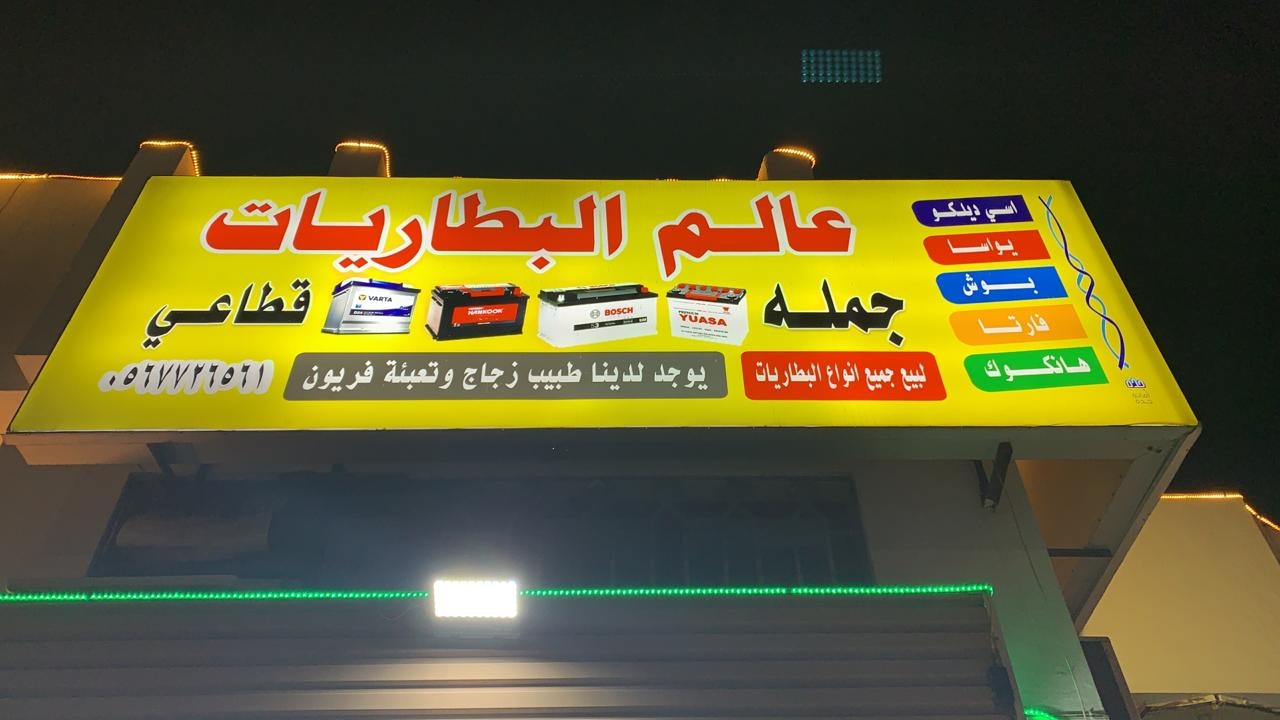 عالم البطاريات
جمله
قطاعي
VARTA
HANKOOK
BOSCH
YUASA
لبيع جميع انواع البطاريات
يوجد لدينا طبيب زجاج وتعبئة فريون
٠٥٦٧٧٢٦٥٦١
اسي ديلكو
يواسا
بوش
فارتا
هانكوك